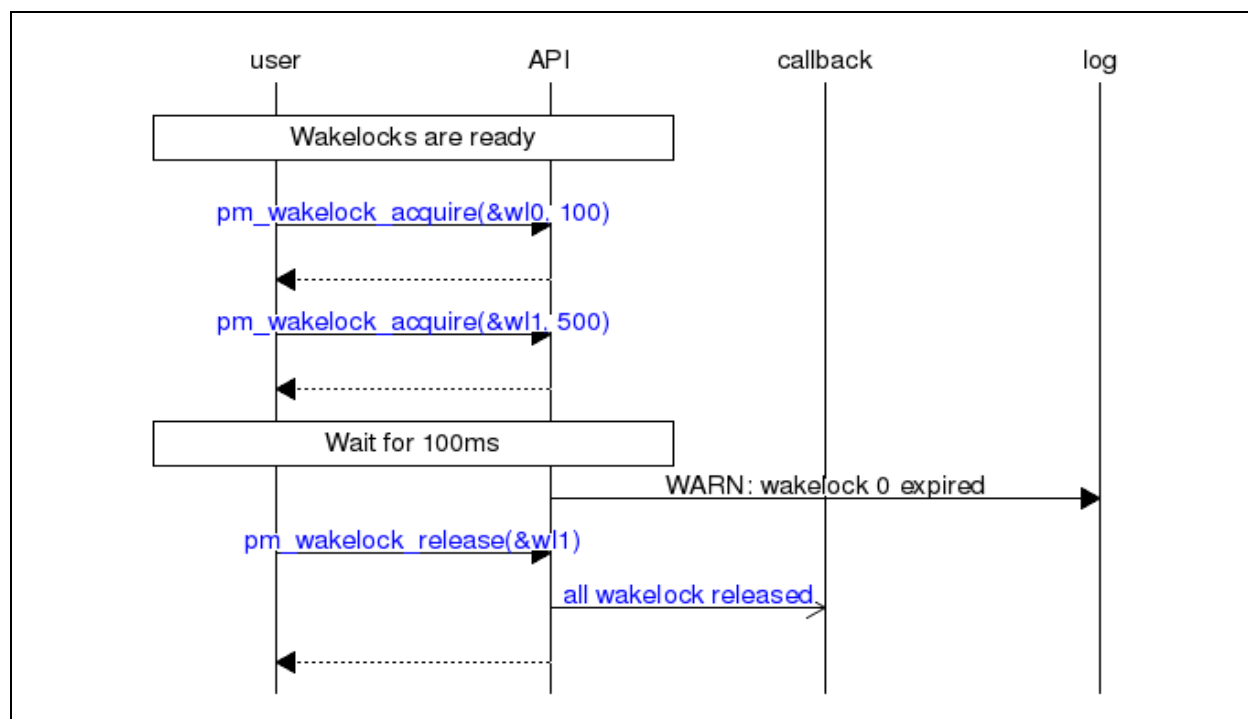 user API callback log
Wakelocks are ready
pm_wakelock_acquire(&wl0, 100)
pm_wakelock_acquire(&wl1, 500)
Wait for 100ms
WARN: wakelock 0 expired
pm_wakelock_release(&wl1)
all wakelock released